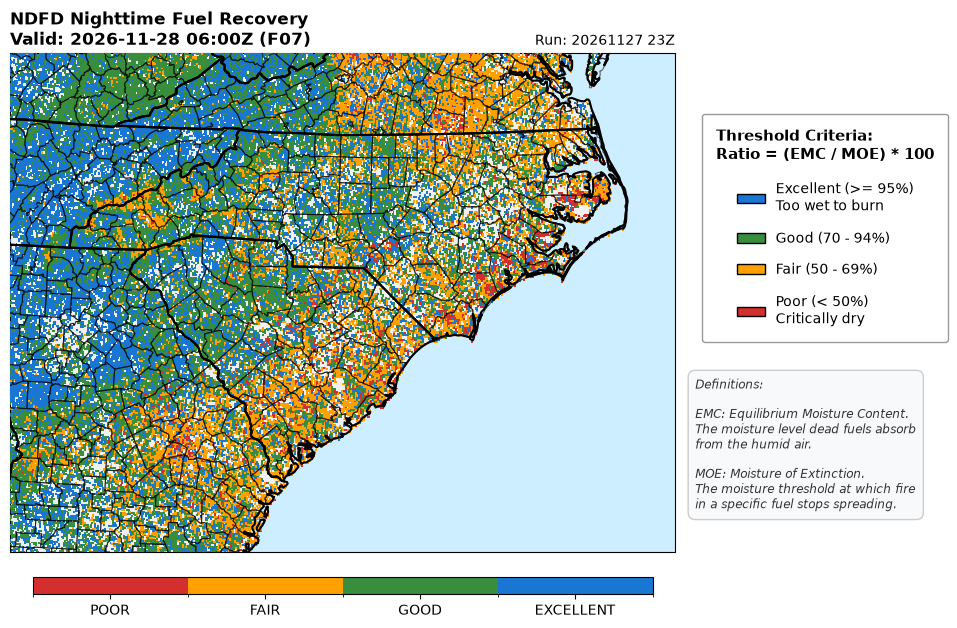 NDFD Nighttime Fuel Recovery
Valid: 2026-11-28 06:00Z (F07)
Run: 20261127 23Z
Threshold Criteria:
Ratio = (EMC / MOE) * 100
Excellent (>= 95%)
Too wet to burn
Good (70 - 94%)
Fair (50 - 69%)
Poor (< 50%)
Critically dry
Definitions:
EMC: Equilibrium Moisture Content.
The moisture level dead fuels absorb
from the humid air.
MOE: Moisture of Extinction.
The moisture threshold at which fire
in a specific fuel stops spreading.
POOR
FAIR
GOOD
EXCELLENT